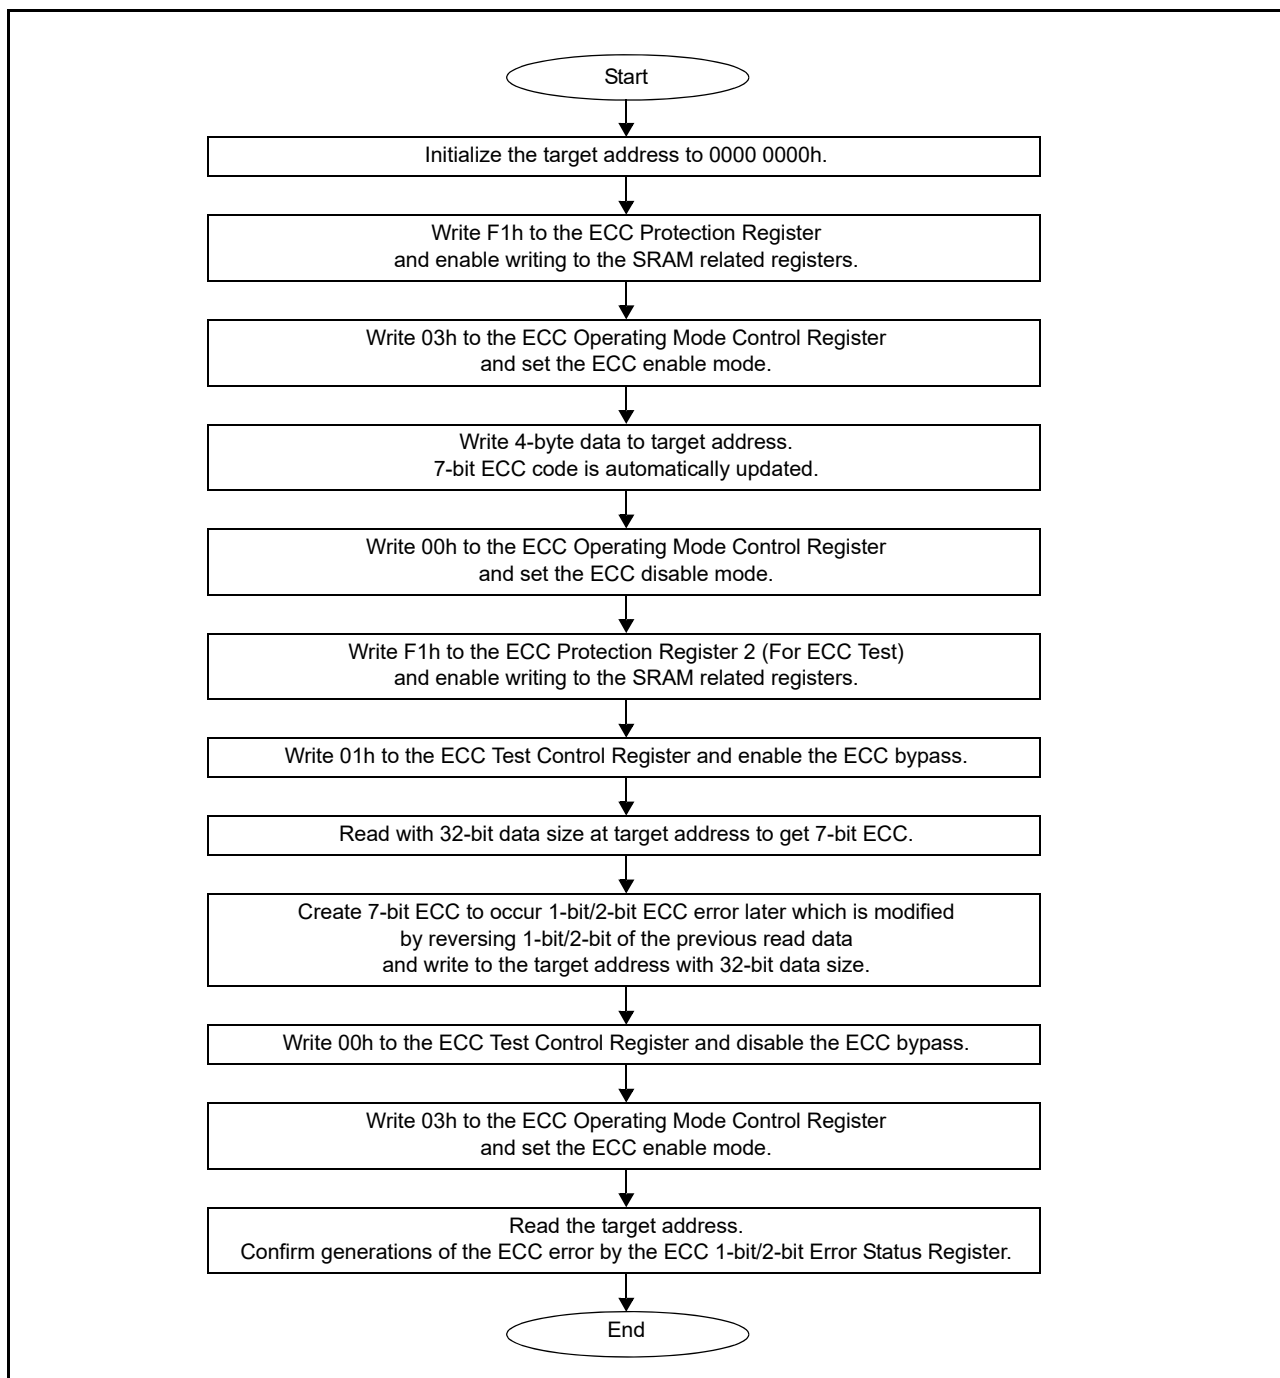 Start
Initialize the target address to 0000 0000h.
Write F1h to the ECC Protection Register
and enable writing to the SRAM related registers.
Write 03h to the ECC Operating Mode Control Register
and set the ECC enable mode.
Write 4-byte data to target address.
7-bit ECC code is automatically updated.
Write 00h to the ECC Operating Mode Control Register
and set the ECC disable mode.
Write F1h to the ECC Protection Register 2 (For ECC Test)
and enable writing to the SRAM related registers.
Write 01h to the ECC Test Control Register and enable the ECC bypass.
Read with 32-bit data size at target address to get 7-bit ECC.
Create 7-bit ECC to occur 1-bit/2-bit ECC error later which is modified
by reversing 1-bit/2-bit of the previous read data
and write to the target address with 32-bit data size.
Write 00h to the ECC Test Control Register and disable the ECC bypass.
Write 03h to the ECC Operating Mode Control Register
and set the ECC enable mode.
Read the target address.
Confirm generations of the ECC error by the ECC 1-bit/2-bit Error Status Register.
End